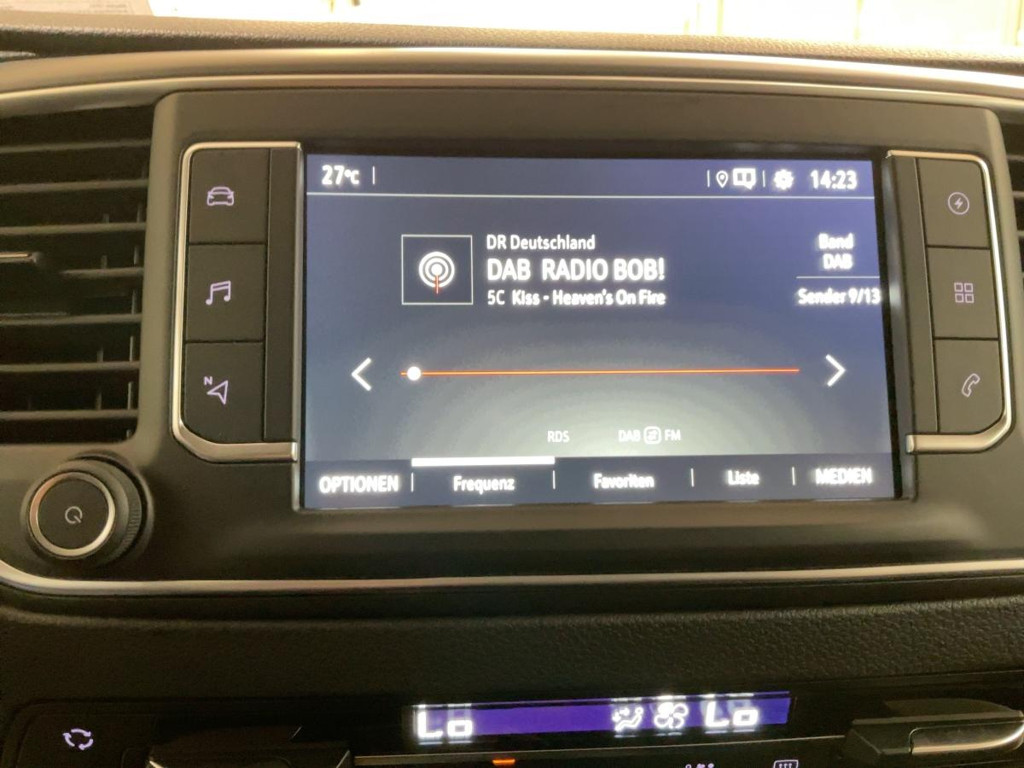 27°C
14:23
DR Deutschland
DAB RADIO BOB!
5C Kiss - Heaven's On Fire
Band
DAB
Sender 9/13
N
RDS
DAB FM
OPTIONEN
Frequenz
Favoriten
Liste
MEDIEN
Lo
Lo